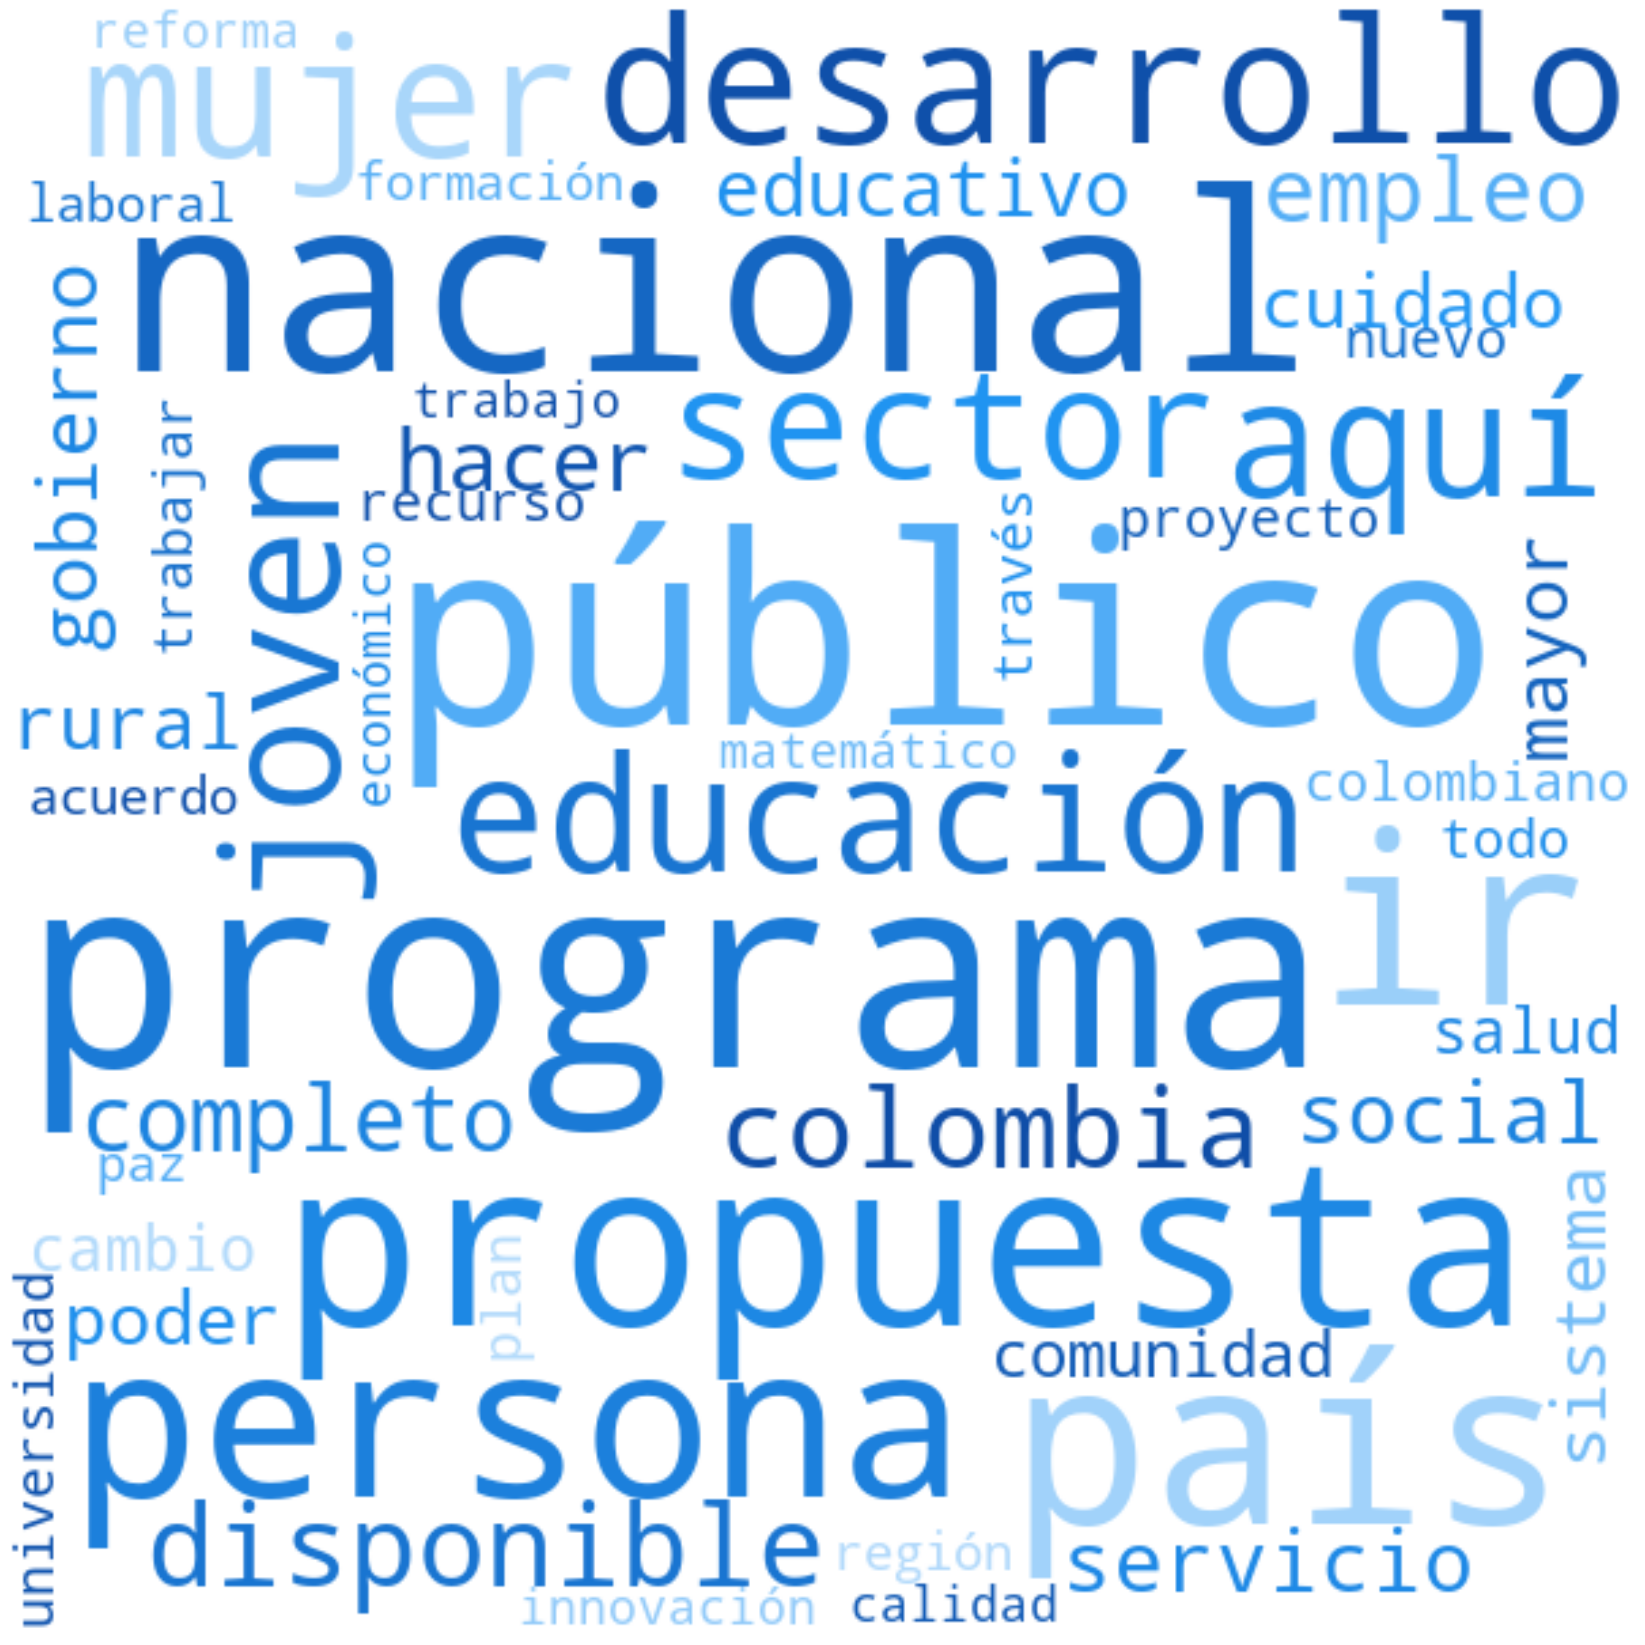 reforma
mujer
desarrollo
formación
educativo
empleo
laboral
nacional
cuidado
nuevo
gobierno
trabajar
joven
trabajo
hacer
recurso
sector
aquí
económico
público
través
proyecto
mayor
rural
acuerdo
matemático
educación
colombiano
todo
ir
programa
salud
completo
colombia
social
paz
propuesta
sistema
cambio
plan
poder
universidad
comunidad
persona
país
disponible
región
servicio
innovación
calidad